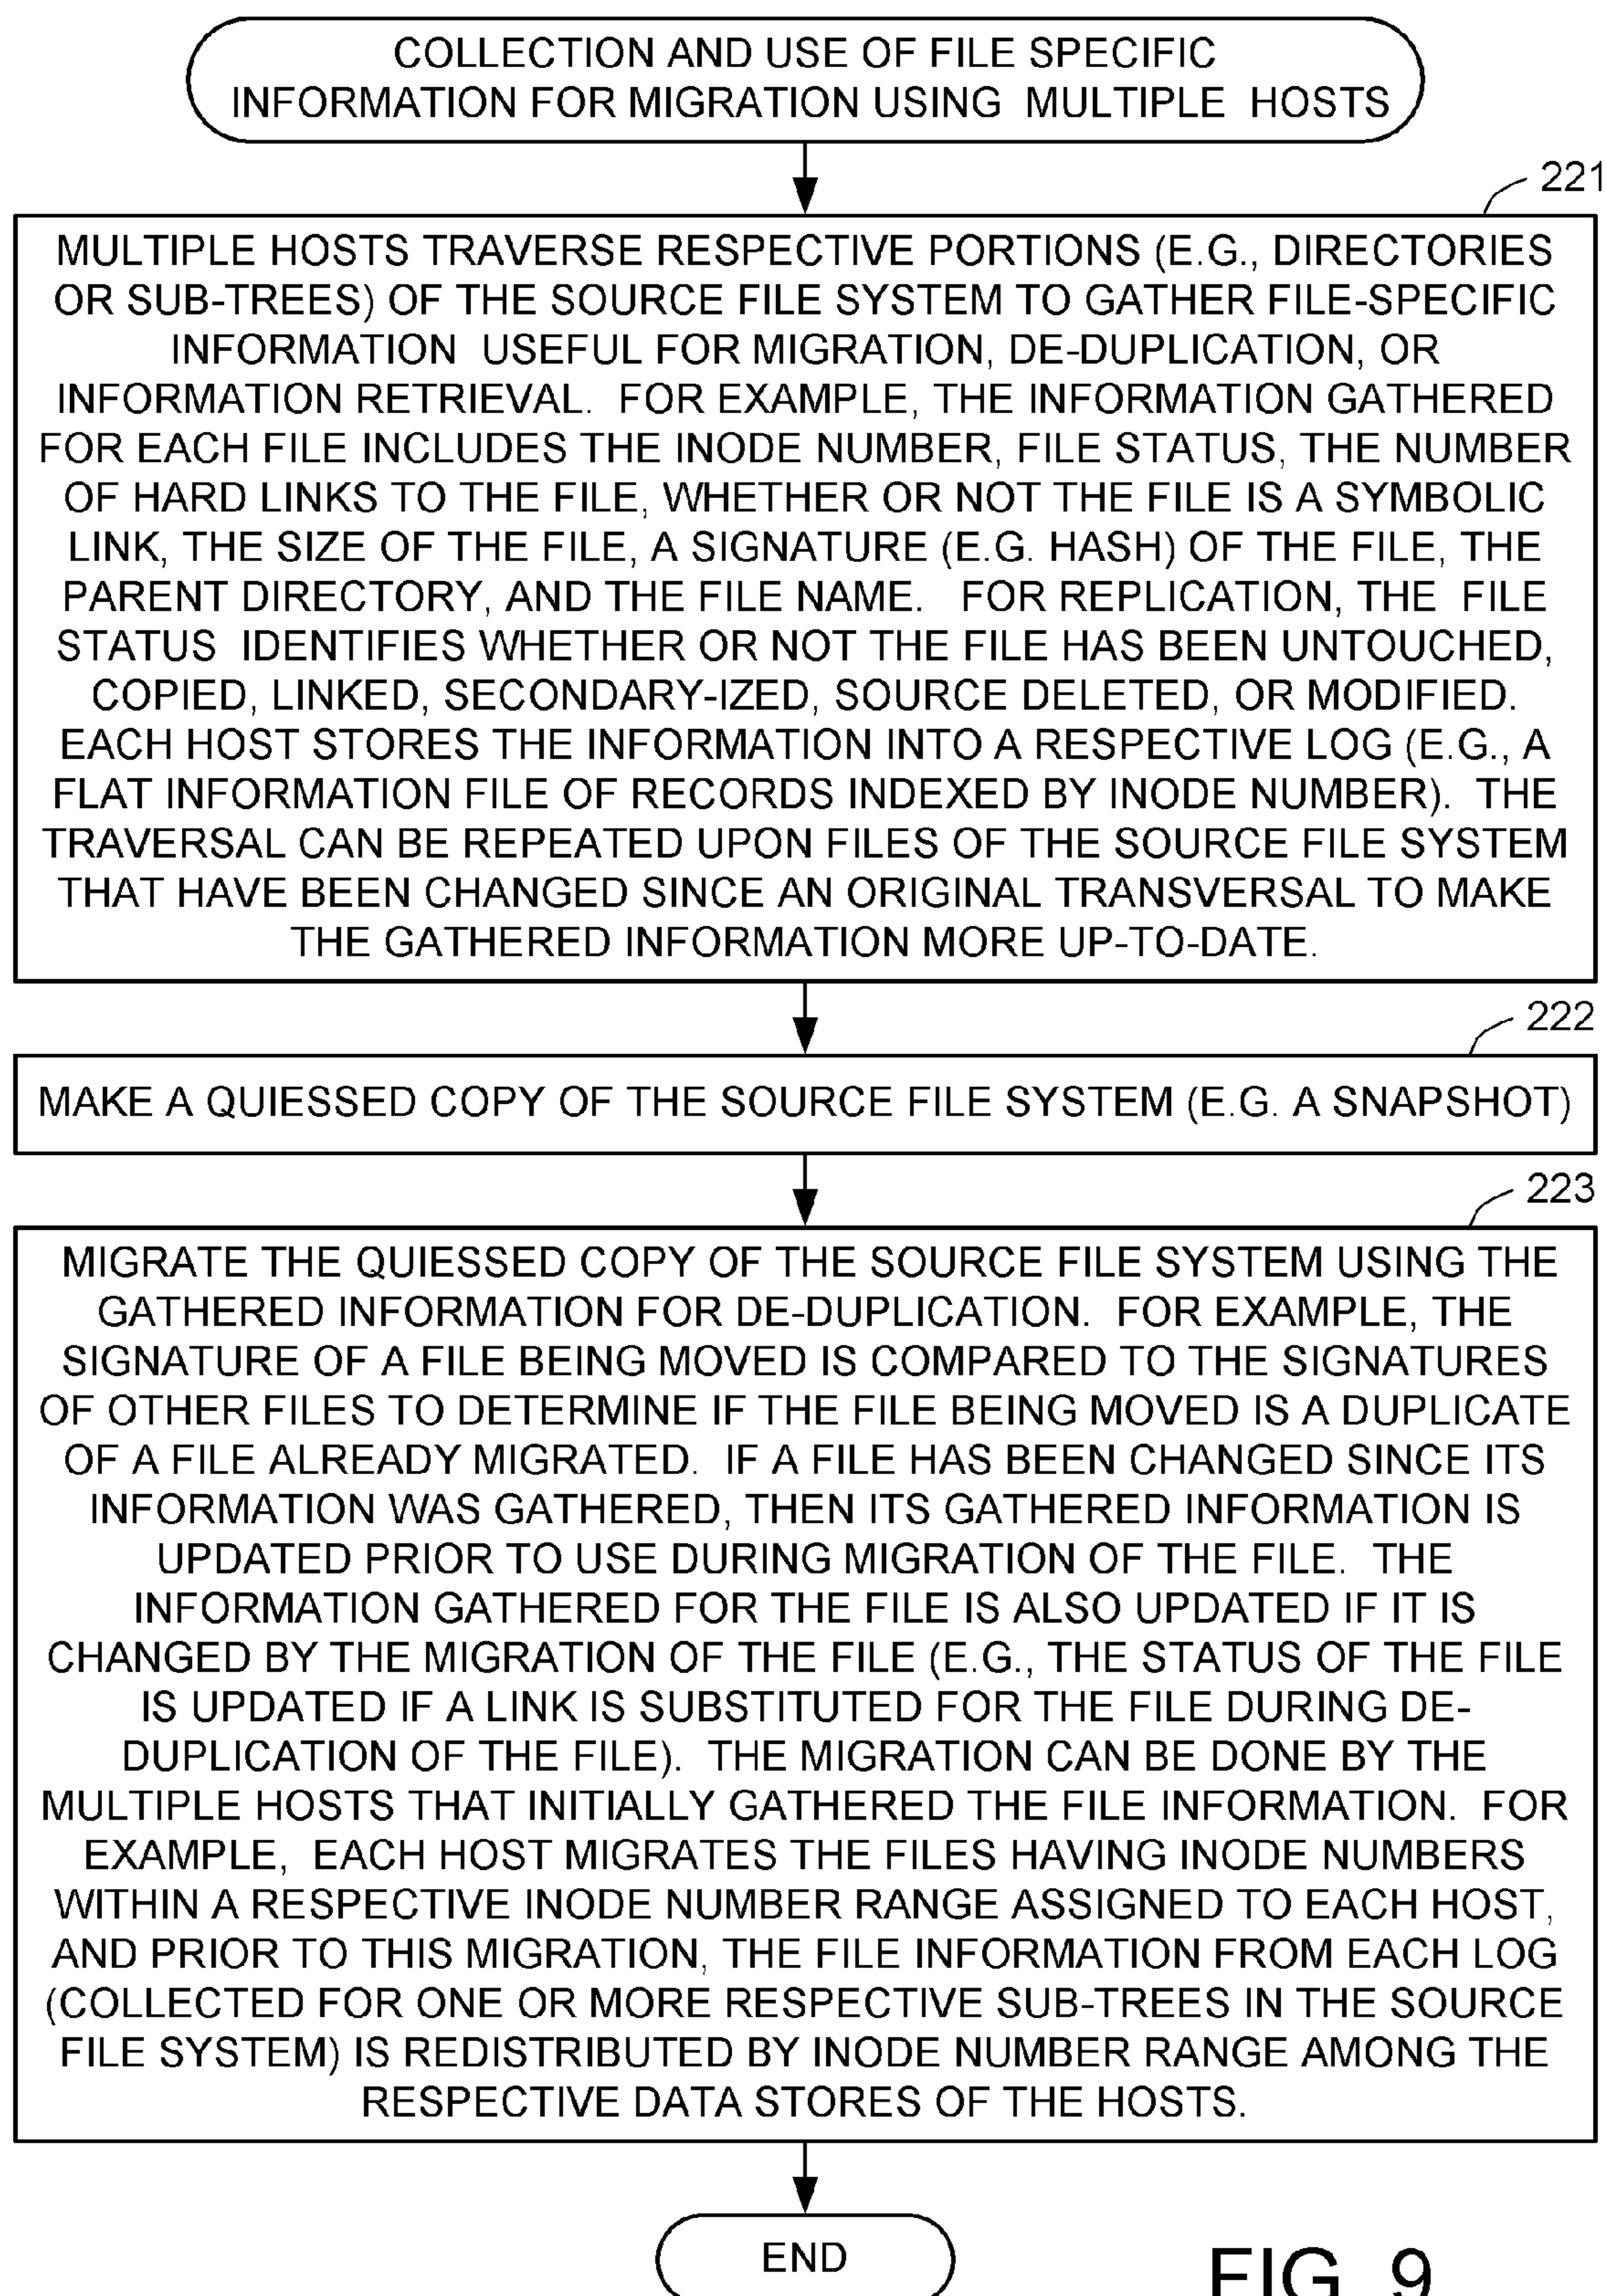 COLLECTION AND USE OF FILE SPECIFIC
INFORMATION FOR MIGRATION USING MULTIPLE HOSTS
221
MULTIPLE HOSTS TRAVERSE RESPECTIVE PORTIONS (E.G., DIRECTORIES
OR SUB-TREES) OF THE SOURCE FILE SYSTEM TO GATHER FILE-SPECIFIC
INFORMATION USEFUL FOR MIGRATION, DE-DUPLICATION, OR
INFORMATION RETRIEVAL. FOR EXAMPLE, THE INFORMATION GATHERED
FOR EACH FILE INCLUDES THE INODE NUMBER, FILE STATUS, THE NUMBER
OF HARD LINKS TO THE FILE, WHETHER OR NOT THE FILE IS A SYMBOLIC
LINK, THE SIZE OF THE FILE, A SIGNATURE (E.G. HASH) OF THE FILE, THE
PARENT DIRECTORY, AND THE FILE NAME. FOR REPLICATION, THE FILE
STATUS IDENTIFIES WHETHER OR NOT THE FILE HAS BEEN UNTOUCHED,
COPIED, LINKED, SECONDARY-IZED, SOURCE DELETED, OR MODIFIED.
EACH HOST STORES THE INFORMATION INTO A RESPECTIVE LOG (E.G., A
FLAT INFORMATION FILE OF RECORDS INDEXED BY INODE NUMBER). THE
TRAVERSAL CAN BE REPEATED UPON FILES OF THE SOURCE FILE SYSTEM
THAT HAVE BEEN CHANGED SINCE AN ORIGINAL TRANSVERSAL TO MAKE
THE GATHERED INFORMATION MORE UP-TO-DATE.
222
MAKE A QUIESSED COPY OF THE SOURCE FILE SYSTEM (E.G. A SNAPSHOT)
223
MIGRATE THE QUIESSED COPY OF THE SOURCE FILE SYSTEM USING THE
GATHERED INFORMATION FOR DE-DUPLICATION. FOR EXAMPLE, THE
SIGNATURE OF A FILE BEING MOVED IS COMPARED TO THE SIGNATURES
OF OTHER FILES TO DETERMINE IF THE FILE BEING MOVED IS A DUPLICATE
OF A FILE ALREADY MIGRATED. IF A FILE HAS BEEN CHANGED SINCE ITS
INFORMATION WAS GATHERED, THEN ITS GATHERED INFORMATION IS
UPDATED PRIOR TO USE DURING MIGRATION OF THE FILE. THE
INFORMATION GATHERED FOR THE FILE IS ALSO UPDATED IF IT IS
CHANGED BY THE MIGRATION OF THE FILE (E.G., THE STATUS OF THE FILE
IS UPDATED IF A LINK IS SUBSTITUTED FOR THE FILE DURING DE-
DUPLICATION OF THE FILE). THE MIGRATION CAN BE DONE BY THE
MULTIPLE HOSTS THAT INITIALLY GATHERED THE FILE INFORMATION. FOR
EXAMPLE, EACH HOST MIGRATES THE FILES HAVING INODE NUMBERS
WITHIN A RESPECTIVE INODE NUMBER RANGE ASSIGNED TO EACH HOST,
AND PRIOR TO THIS MIGRATION, THE FILE INFORMATION FROM EACH LOG
(COLLECTED FOR ONE OR MORE RESPECTIVE SUB-TREES IN THE SOURCE
FILE SYSTEM) IS REDISTRIBUTED BY INODE NUMBER RANGE AMONG THE
RESPECTIVE DATA STORES OF THE HOSTS.
END
FIG. 9